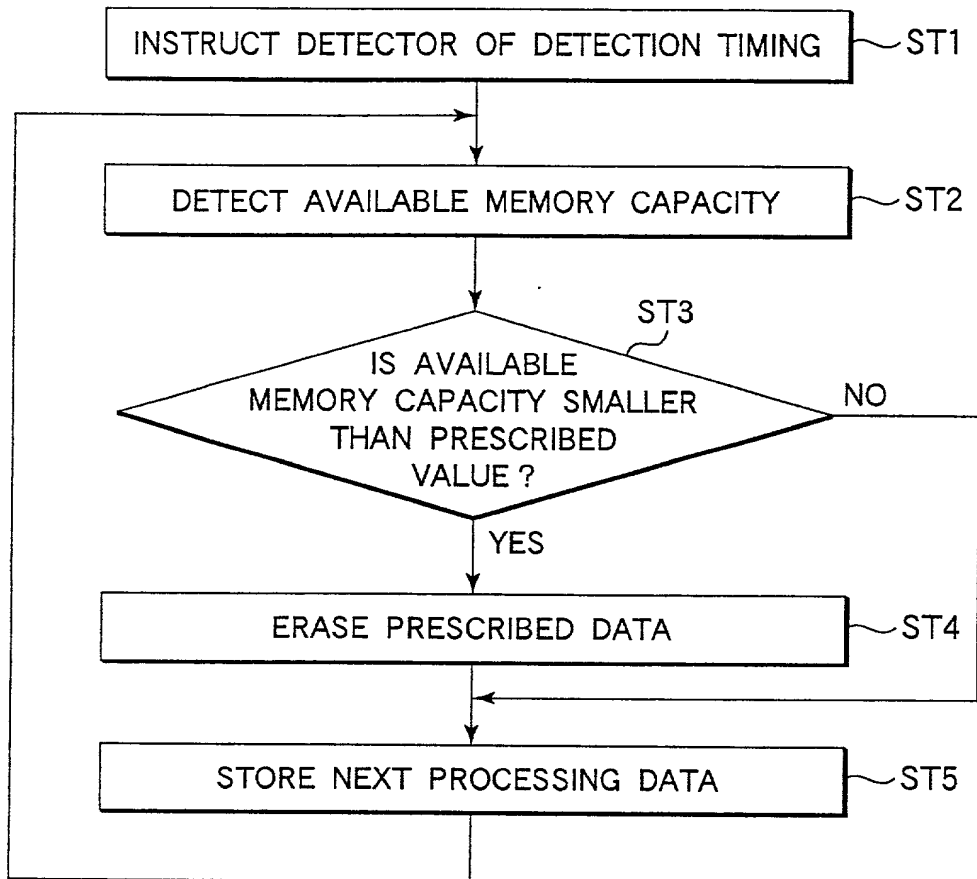 INSTRUCT DETECTOR OF DETECTION TIMING
ST1
DETECT AVAILABLE MEMORY CAPACITY
ST2
ST3
IS AVAILABLE
MEMORY CAPACITY SMALLER
THAN PRESCRIBED
VALUE ?
NO
YES
ERASE PRESCRIBED DATA
ST4
STORE NEXT PROCESSING DATA
ST5